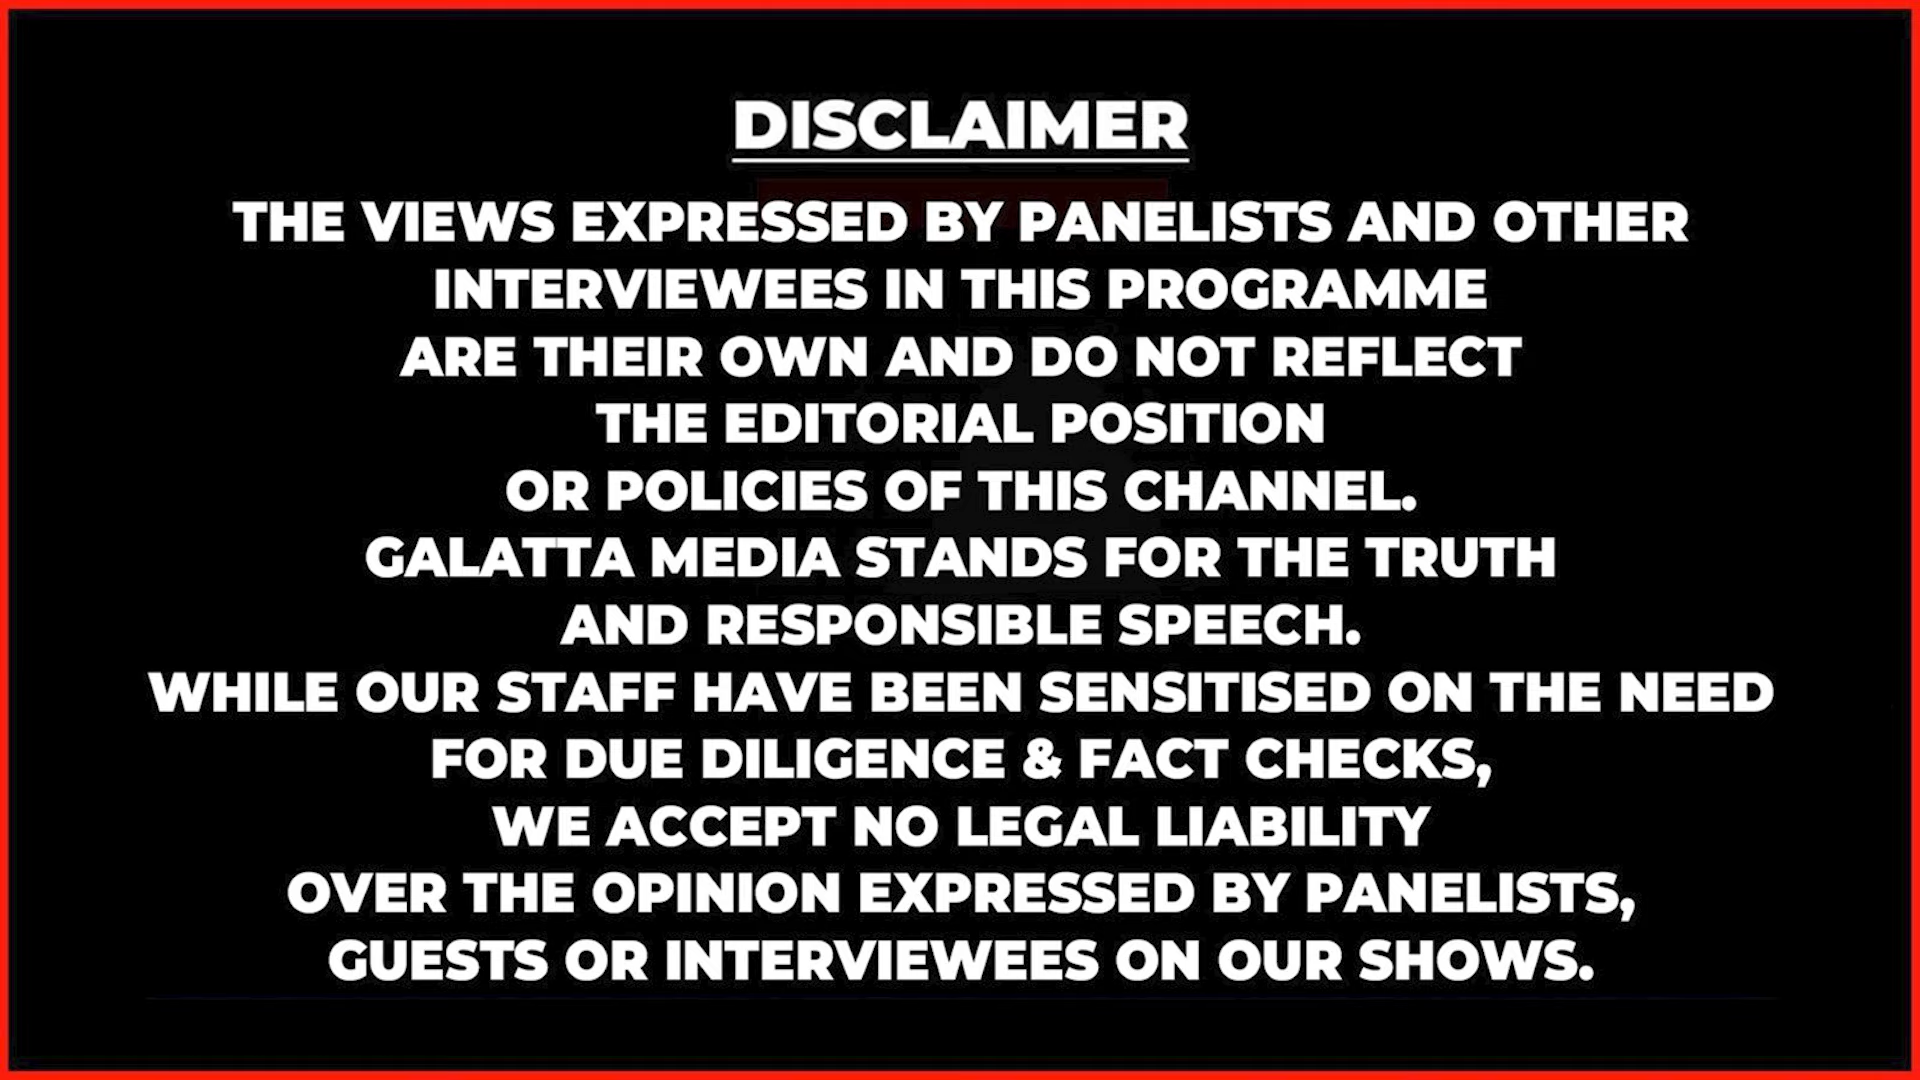 DISCLAIMER
THE VIEWS EXPRESSED BY PANELISTS AND OTHER
INTERVIEWEES IN THIS PROGRAMME
ARE THEIR OWN AND DO NOT REFLECT
THE EDITORIAL POSITION
OR POLICIES OF THIS CHANNEL.
GALATTA MEDIA STANDS FOR THE TRUTH
AND RESPONSIBLE SPEECH.
WHILE OUR STAFF HAVE BEEN SENSITISED ON THE NEED
FOR DUE DILIGENCE & FACT CHECKS,
WE ACCEPT NO LEGAL LIABILITY
OVER THE OPINION EXPRESSED BY PANELISTS,
GUESTS OR INTERVIEWEES ON OUR SHOWS.